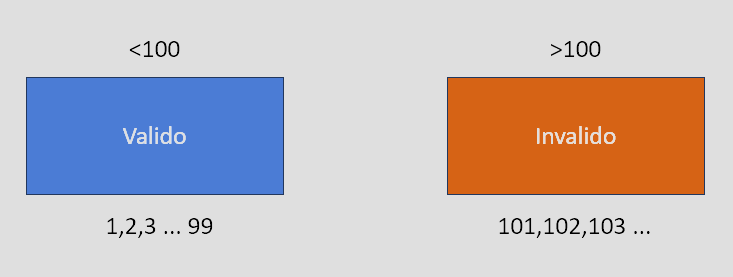 <100
>100
Valido
Invalido
1,2,3 ... 99
101,102,103 ...